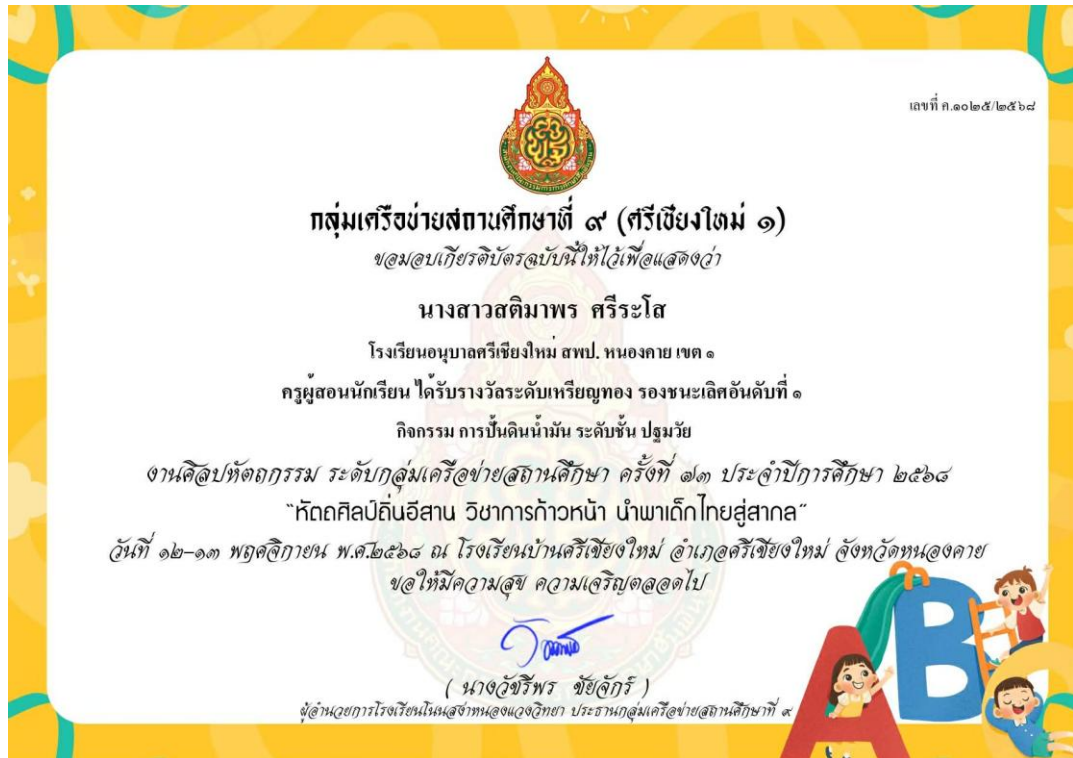 เลขที่ ค.๑๐๒๕/๒๕๖๘
กลุ่มเครือข่ายสถานศึกษาที่ ๙ (ศรีเชียงใหม่ ๑)
ขอมอบเกียรติบัตรฉบับนี้ให้ไว้เพื่อแสดงว่า
นางสาวสติมาพร ศรีระโส
โรงเรียนอนุบาลศรีเชียงใหม่ สพป. หนองคาย เขต ๑
ครูผู้สอนนักเรียน ได้รับรางวัลระดับเหรียญทอง รองชนะเลิศอันดับที่ ๑
กิจกรรม การปั้นดินน้ำมัน ระดับชั้น ปฐมวัย
งานศิลปหัตถกรรม ระดับกลุ่มเครือข่ายสถานศึกษา ครั้งที่ ๗๓ ประจำปีการศึกษา ๒๕๖๘
"หัตถศิลป์ถิ่นอีสาน วิชาการก้าวหน้า นำพาเด็กไทยสู่สากล"
วันที่ ๑๒-๑๓ พฤศจิกายน พ.ศ.๒๕๖๘ ณ โรงเรียนบ้านศรีเชียงใหม่ อำเภอศรีเชียงใหม่ จังหวัดหนองคาย
ขอให้มีความสุข ความเจริญตลอดไป
( นางวัชรีพร ชัยจักร์ )
ผู้อำนวยการโรงเรียนโนนสง่าหนองแวงวิทยา ประธานกลุ่มเครือข่ายสถานศึกษาที่ ๙
A B C